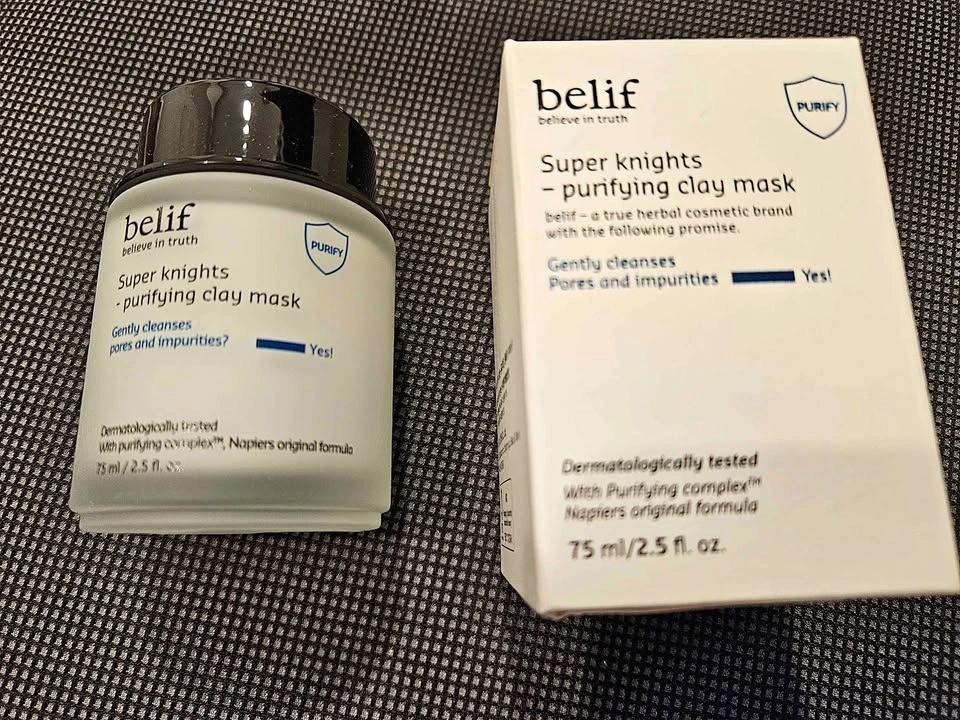 belif
believe in truth
PURIFY
Super knights
- purifying clay mask
Gently cleanses
pores and impurities?
Yes!
Dermatologically tested
With purifying complex™, Napiers original formula
75 ml / 2.5 fl. oz.
belif
believe in truth
PURIFY
Super knights
– purifying clay mask
belif – a true herbal cosmetic brand
with the following promise.
Gently cleanses
Pores and impurities
Yes!
Dermatologically tested
With Purifying complex™
Napiers original formula
75 ml/2.5 fl. oz.